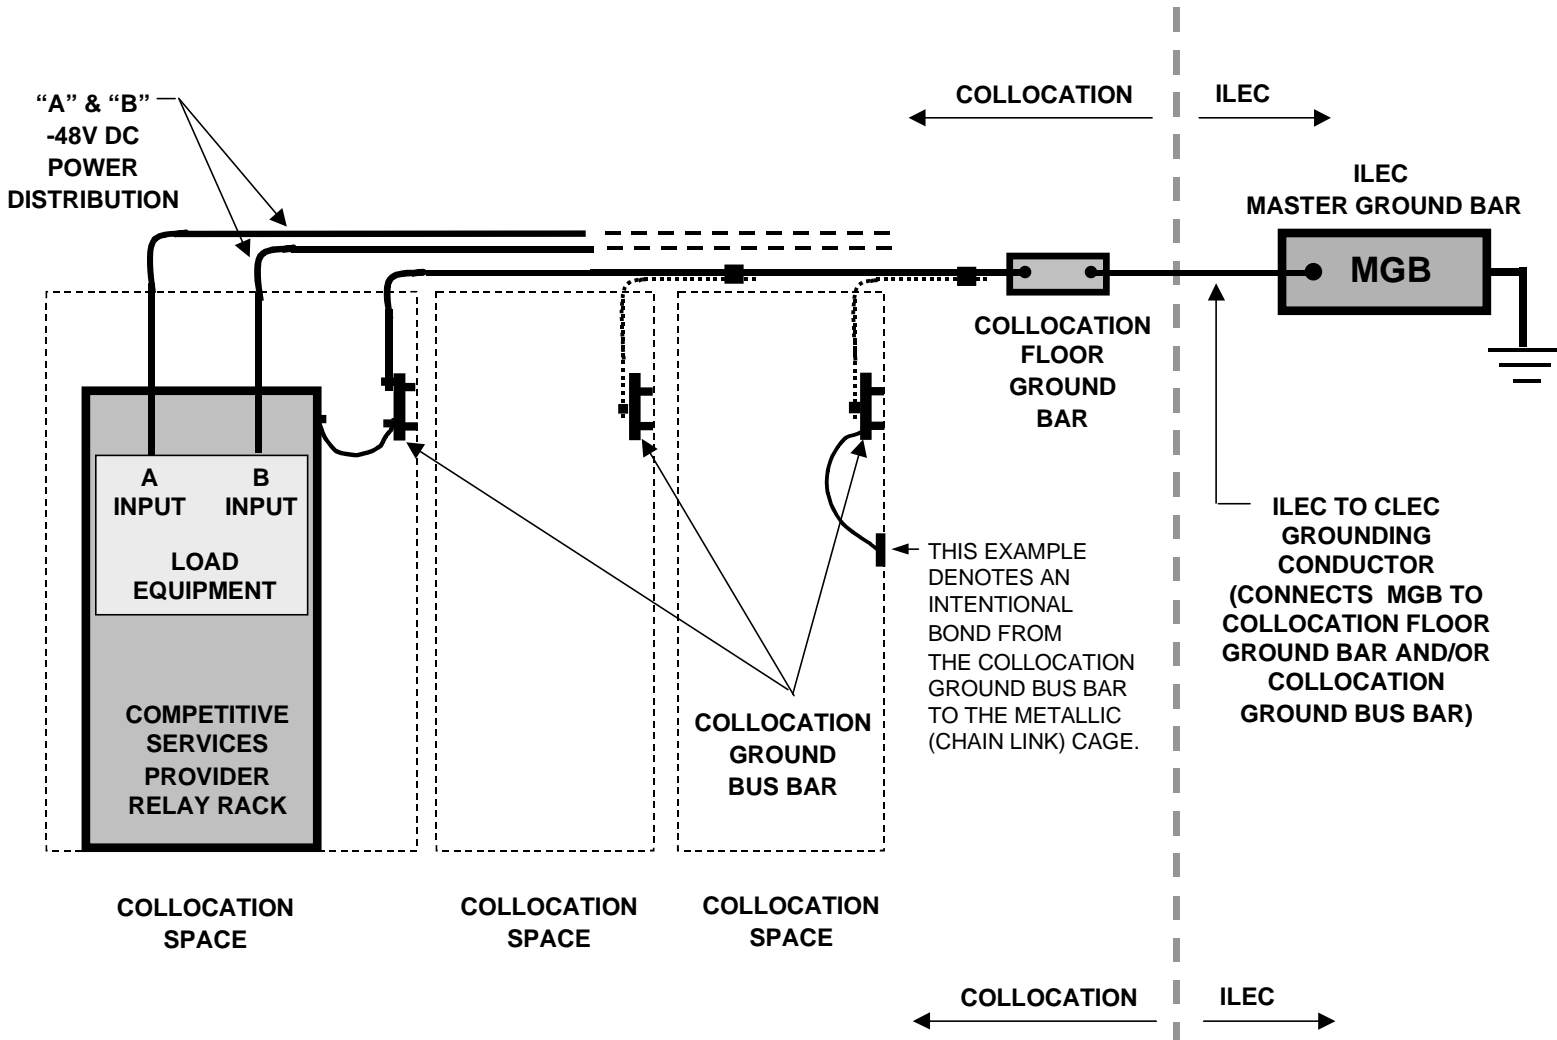 COLLOCATION
ILEC
“A” & “B”
-48V DC
POWER
DISTRIBUTION
ILEC
MASTER GROUND BAR
MGB
COLLOCATION
FLOOR
GROUND
BAR
A
INPUT
B
INPUT
LOAD
EQUIPMENT
COMPETITIVE
SERVICES
PROVIDER
RELAY RACK
COLLOCATION
GROUND
BUS BAR
THIS EXAMPLE
DENOTES AN
INTENTIONAL
BOND FROM
THE COLLOCATION
GROUND BUS BAR
TO THE METALLIC
(CHAIN LINK) CAGE.
ILEC TO CLEC
GROUNDING
CONDUCTOR
(CONNECTS MGB TO
COLLOCATION FLOOR
GROUND BAR AND/OR
COLLOCATION
GROUND BUS BAR)
COLLOCATION
SPACE
COLLOCATION
SPACE
COLLOCATION
SPACE
COLLOCATION
ILEC